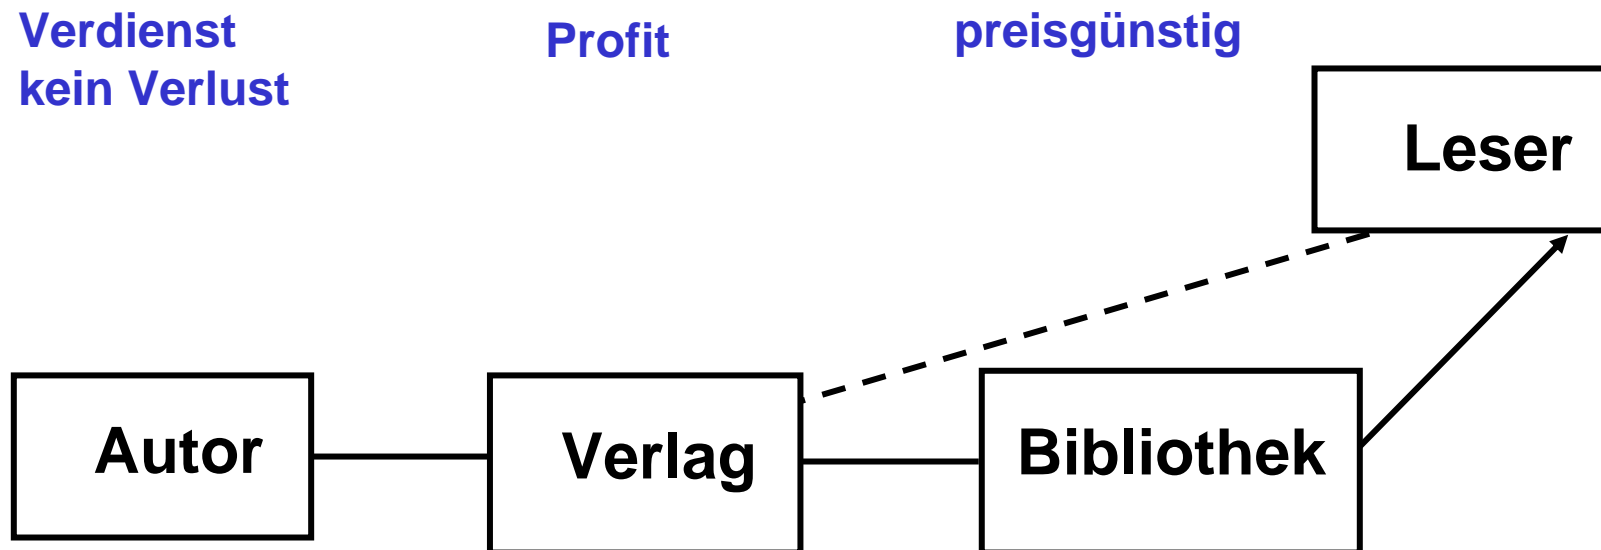 Verdienst
kein Verlust
Profit
preisgünstig
Leser
Autor
Verlag
Bibliothek